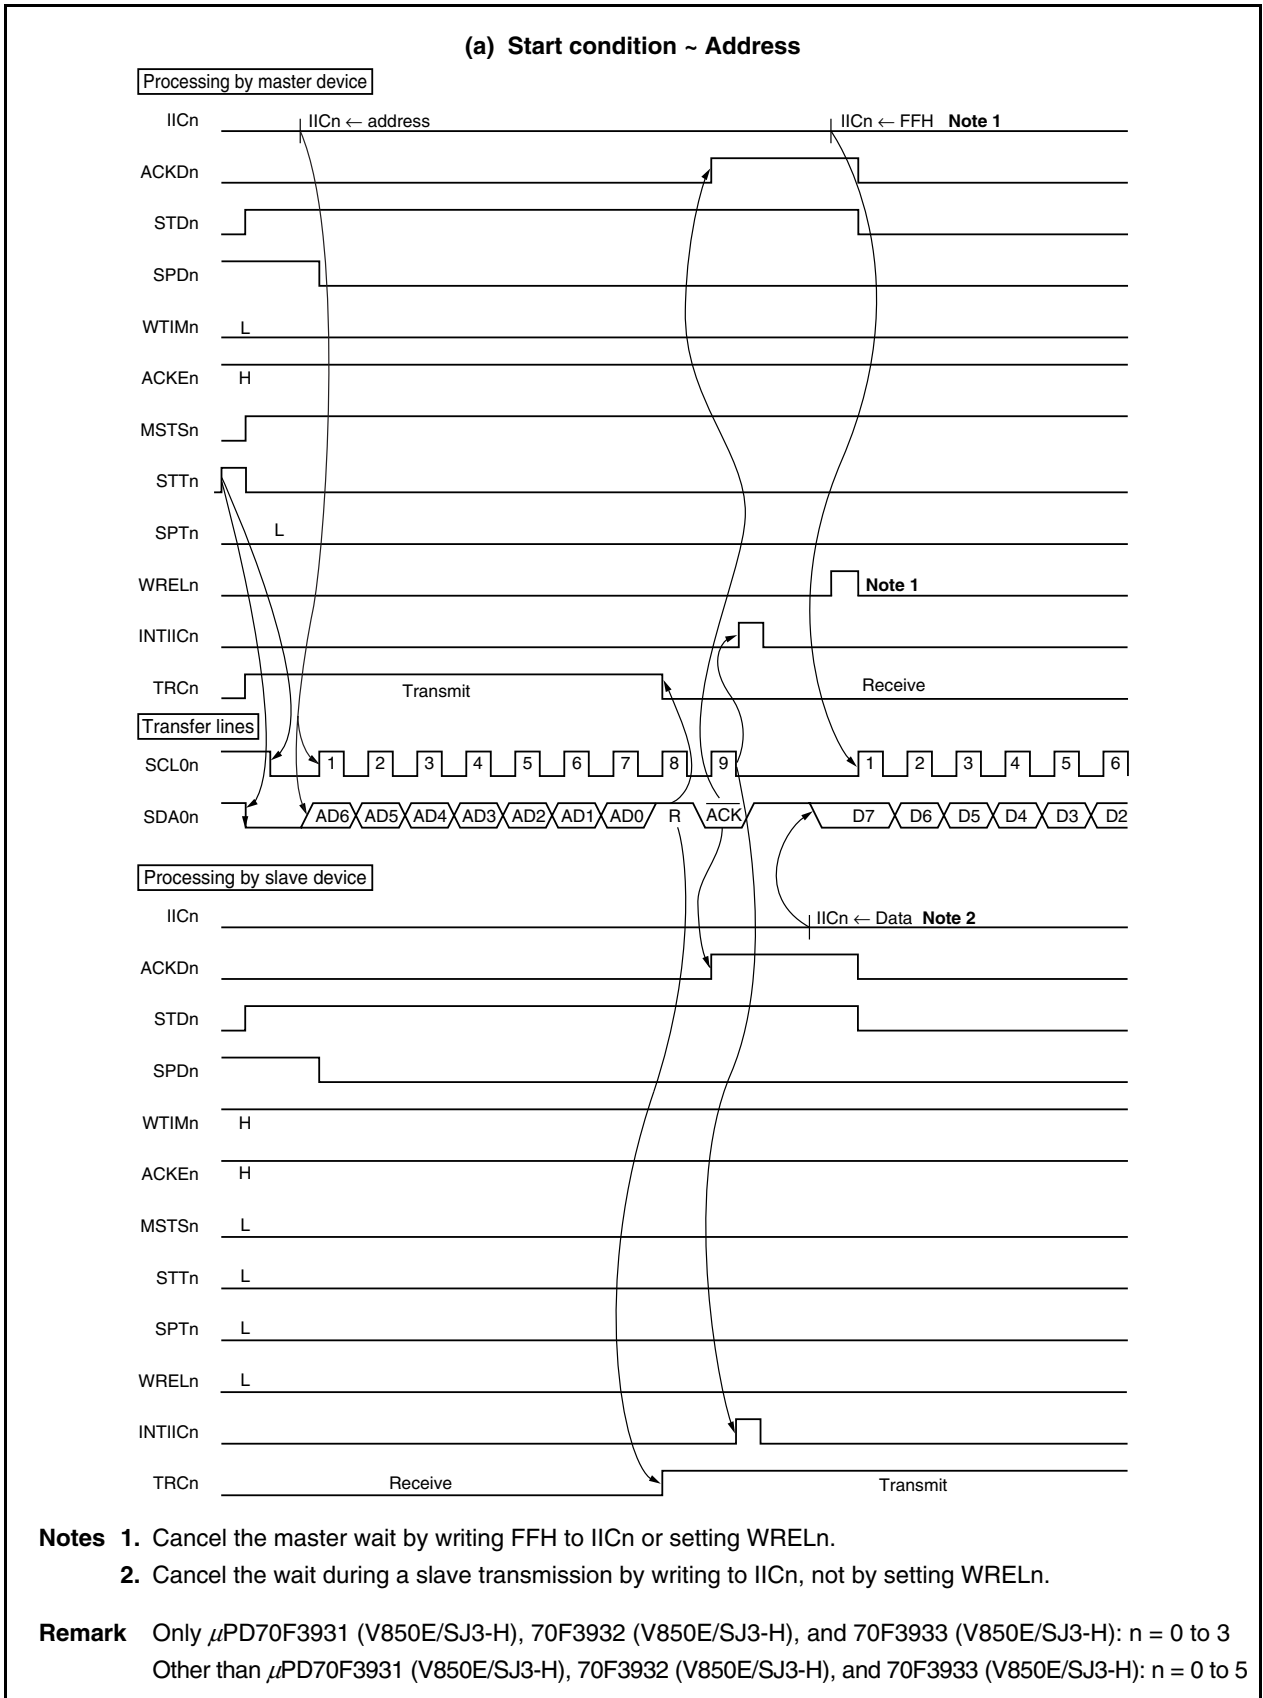 (a) Start condition ~ Address
Processing by master device
IICn IICn ← address IICn ← FFH Note 1
ACKDn
STDn
SPDn
WTIMn L
ACKEn H
MSTSn
STTn
SPTn L
WRELn Note 1
INTIICn
TRCn Transmit Receive
Transfer lines
SCL0n 1 2 3 4 5 6 7 8 9 1 2 3 4 5 6
SDA0n AD6 AD5 AD4 AD3 AD2 AD1 AD0 R ACK D7 D6 D5 D4 D3 D2
Processing by slave device
IICn IICn ← Data Note 2
ACKDn
STDn
SPDn
WTIMn H
ACKEn H
MSTSn L
STTn L
SPTn L
WRELn L
INTIICn
TRCn Receive Transmit
Notes 1. Cancel the master wait by writing FFH to IICn or setting WRELn.
2. Cancel the wait during a slave transmission by writing to IICn, not by setting WRELn.
Remark Only μPD70F3931 (V850E/SJ3-H), 70F3932 (V850E/SJ3-H), and 70F3933 (V850E/SJ3-H): n = 0 to 3
Other than μPD70F3931 (V850E/SJ3-H), 70F3932 (V850E/SJ3-H), and 70F3933 (V850E/SJ3-H): n = 0 to 5